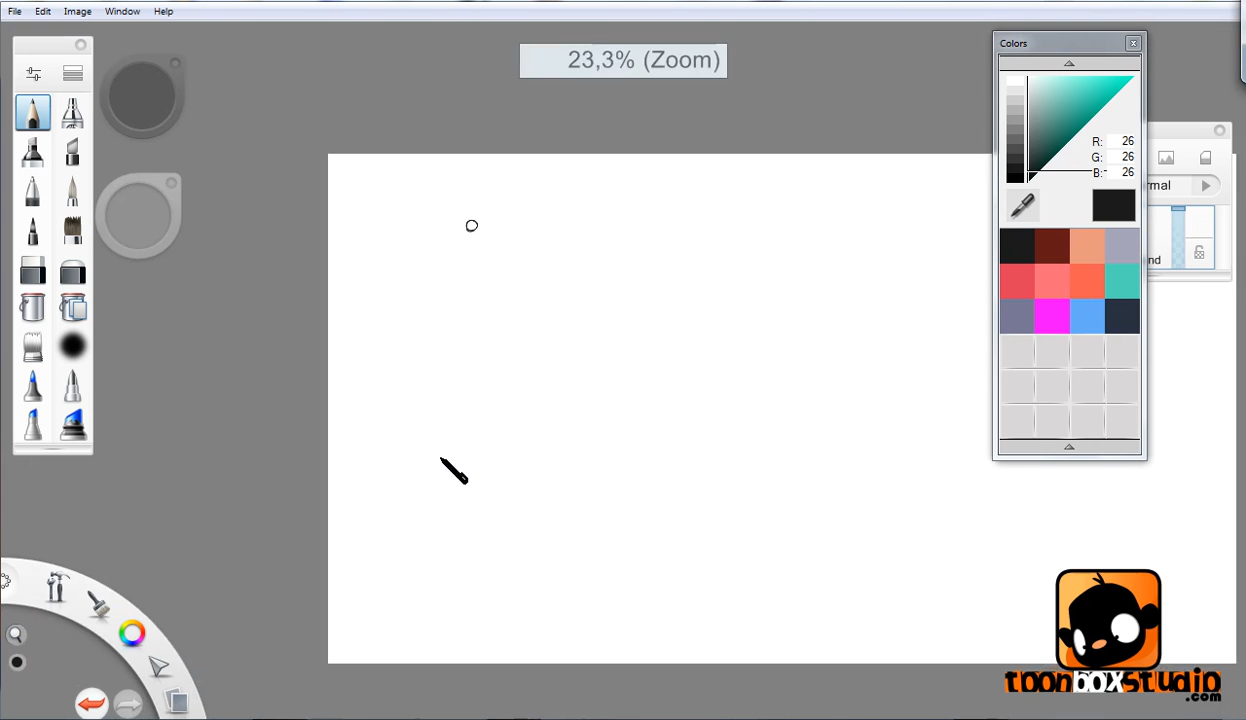 File Edit Image Window Help
23,3% (Zoom)
Colors
R: 26
G: 26
B: 26
rmal
nd
toonboxstudio
.com